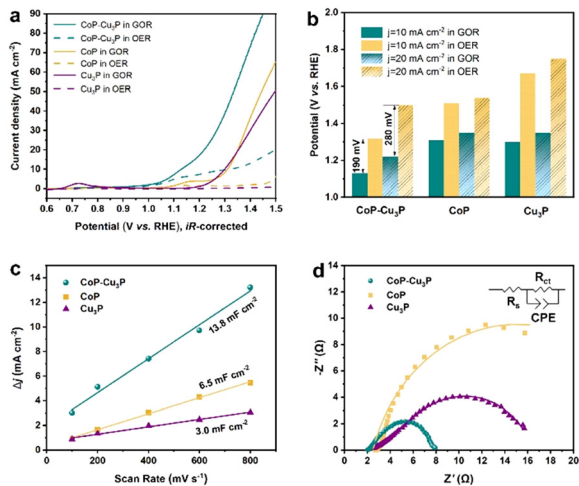 a
CoP-Cu₃P in GOR
CoP-Cu₃P in OER
CoP in GOR
CoP in OER
Cu₃P in GOR
Cu₃P in OER
Current density (mA cm⁻²)
90
80
70
60
50
40
30
20
10
0
0.6 0.7 0.8 0.9 1.0 1.1 1.2 1.3 1.4 1.5
Potential (V vs. RHE), iR-corrected
b
j=10 mA cm⁻² in GOR
j=10 mA cm⁻² in OER
j=20 mA cm⁻² in GOR
j=20 mA cm⁻² in OER
Potential (V vs. RHE)
2.0
1.8
1.6
1.4
1.2
1.0
190 mV
280 mV
CoP-Cu₃P CoP Cu₃P
c
CoP-Cu₃P
CoP
Cu₃P
Δj (mA cm⁻²)
14
12
10
8
6
4
2
0
13.8 mF cm⁻²
6.5 mF cm⁻²
3.0 mF cm⁻²
200 400 600 800
Scan Rate (mV s⁻¹)
d
CoP-Cu₃P
CoP
Cu₃P
Rct
Rs
CPE
-Z′′ (Ω)
14
12
10
8
6
4
2
0
0 2 4 6 8 10 12 14 16 18 20
Z′ (Ω)